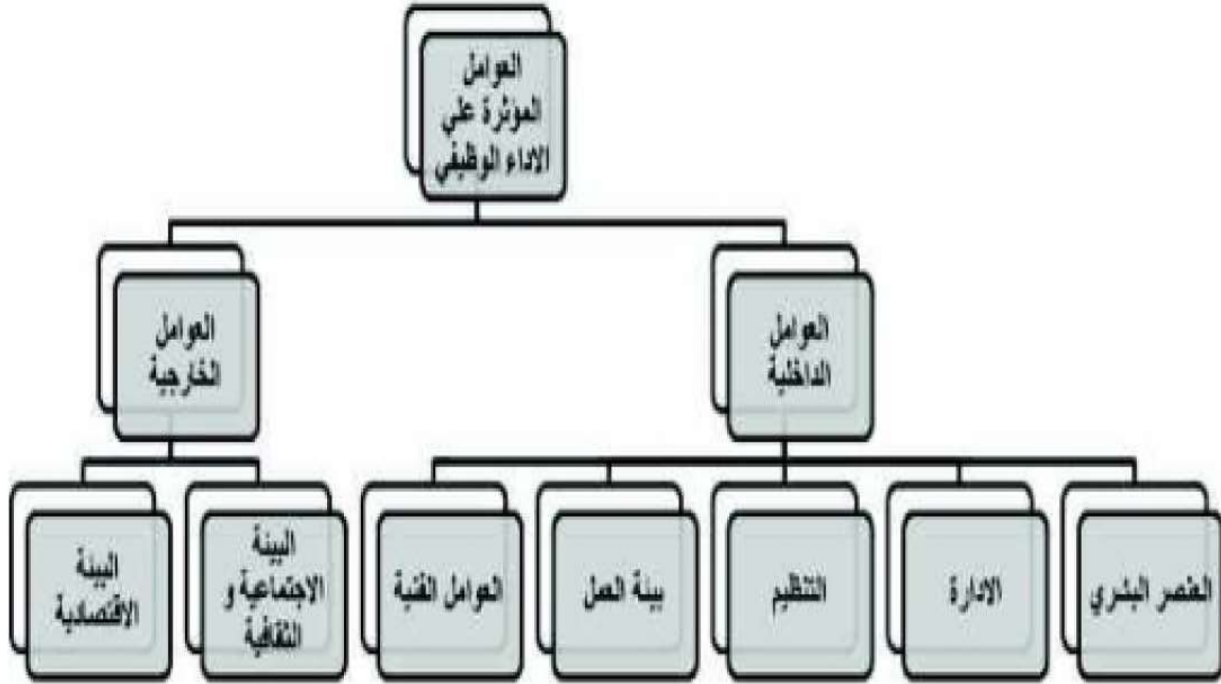 العوامل
المؤثرة علي
الاداء الوظيفي
العوامل
الداخلية
العوامل
الخارجية
العنصر البشري
الادارة
التنظيم
بيئة العمل
العوامل الفنية
البيئة
الاجتماعية و
الثقافية
البيئة
الاقتصادية